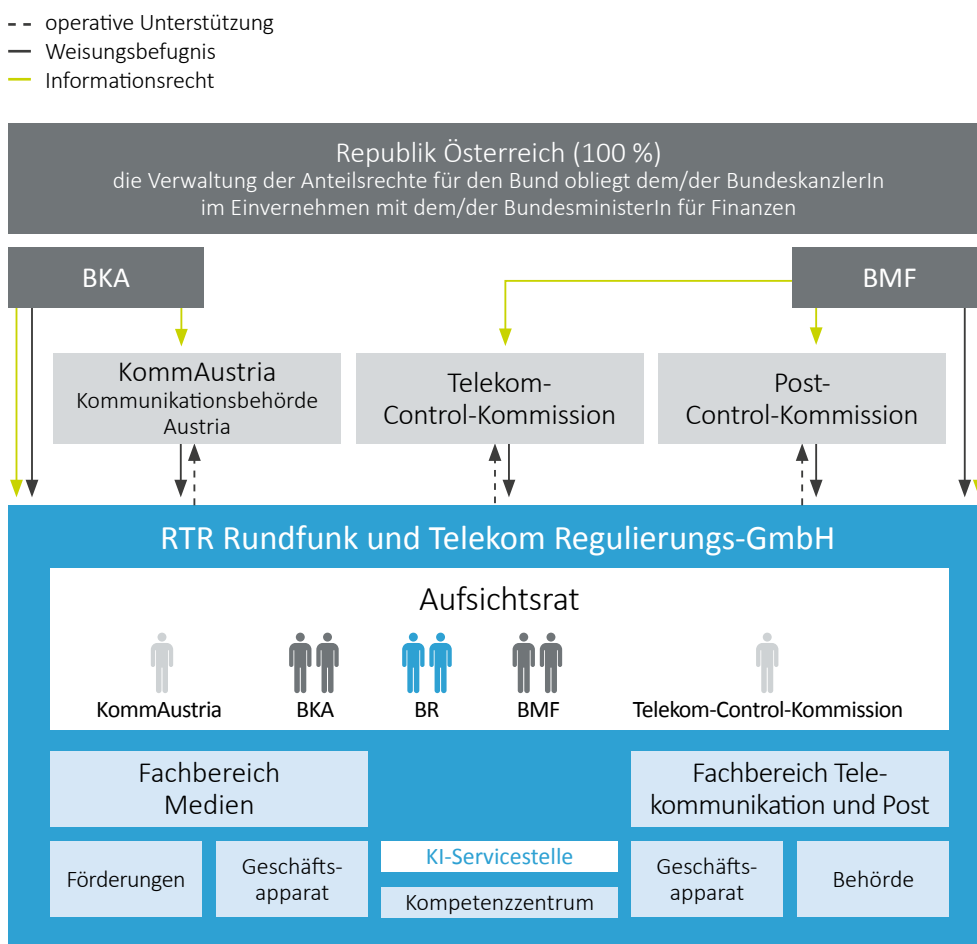 operative Unterstützung
Weisungsbefugnis
Informationsrecht
Republik Österreich (100 %)
die Verwaltung der Anteilsrechte für den Bund obliegt dem/der BundeskanzlerIn
im Einvernehmen mit dem/der BundesministerIn für Finanzen
BKA
BMF
KommAustria
Kommunikationsbehörde
Austria
Telekom-
Control-Kommission
Post-
Control-Kommission
RTR Rundfunk und Telekom Regulierungs-GmbH
Aufsichtsrat
KommAustria
BKA
BR
BMF
Telekom-Control-Kommission
Fachbereich
Medien
Fachbereich Tele-
kommunikation und Post
Förderungen
Geschäfts-
apparat
KI-Servicestelle
Kompetenzzentrum
Geschäfts-
apparat
Behörde